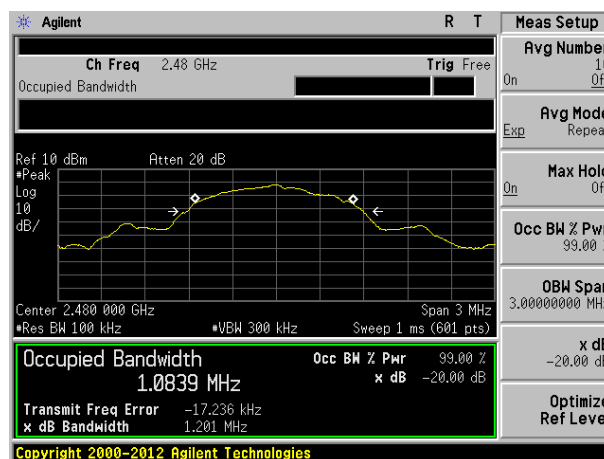 Agilent R T
Ch Freq 2.48 GHz Trig Free
Occupied Bandwidth
Ref 10 dBm Atten 20 dB
#Peak
Log
10
dB/
Center 2.480 000 GHz Span 3 MHz
#Res BW 100 kHz #VBW 300 kHz Sweep 1 ms (601 pts)
Occupied Bandwidth Occ BW % Pwr 99.00 %
1.0839 MHz x dB -20.00 dB
Transmit Freq Error -17.236 kHz
x dB Bandwidth 1.201 MHz
Copyright 2000-2012 Agilent Technologies
Meas Setup
Avg Number
On
Avg Mode
Exp Repea
Max Hold
On Of
Occ BW % Pwr
99.00
OBW Span
3.00000000 MH
x dB
-20.00 dB
Optimize
Ref Leve